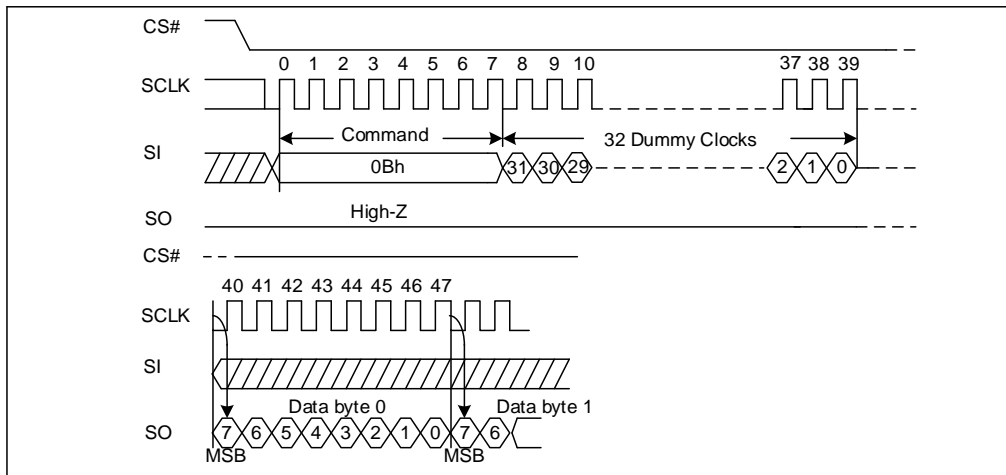 CS#
0 1 2 3 4 5 6 7 8 9 10 37 38 39
SCLK
Command 32 Dummy Clocks
SI
0Bh 31 30 29 2 1 0
High-Z
SO
CS#
40 41 42 43 44 45 46 47
SCLK
SI
Data byte 0 Data byte 1
SO 7 6 5 4 3 2 1 0 7 6
MSB MSB